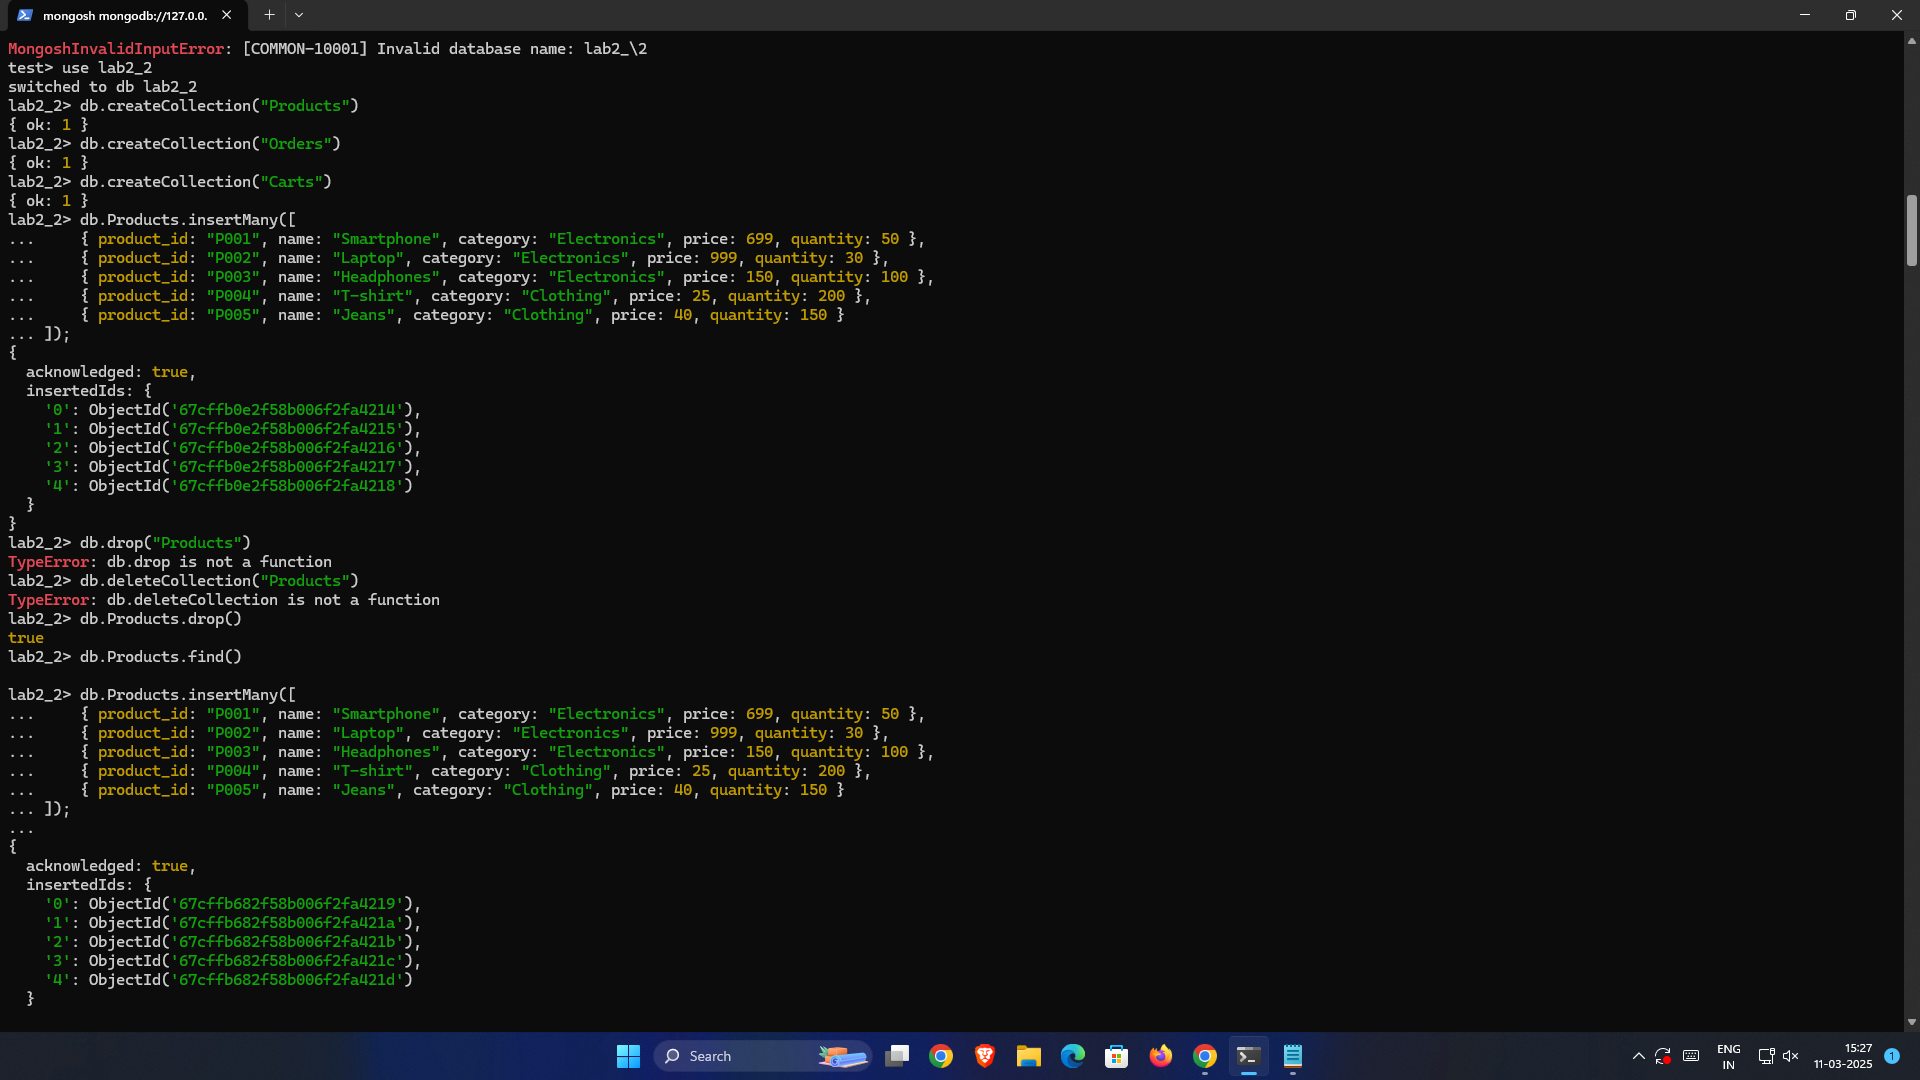 mongosh mongodb://127.0.0.
MongoshInvalidInputError: [COMMON-10001] Invalid database name: lab2_\2
test> use lab2_2
switched to db lab2_2
lab2_2> db.createCollection("Products")
{ ok: 1 }
lab2_2> db.createCollection("Orders")
{ ok: 1 }
lab2_2> db.createCollection("Carts")
{ ok: 1 }
lab2_2> db.Products.insertMany([
...     { product_id: "P001", name: "Smartphone", category: "Electronics", price: 699, quantity: 50 },
...     { product_id: "P002", name: "Laptop", category: "Electronics", price: 999, quantity: 30 },
...     { product_id: "P003", name: "Headphones", category: "Electronics", price: 150, quantity: 100 },
...     { product_id: "P004", name: "T-shirt", category: "Clothing", price: 25, quantity: 200 },
...     { product_id: "P005", name: "Jeans", category: "Clothing", price: 40, quantity: 150 }
... ]);
{
  acknowledged: true,
  insertedIds: {
    '0': ObjectId('67cffb0e2f58b006f2fa4214'),
    '1': ObjectId('67cffb0e2f58b006f2fa4215'),
    '2': ObjectId('67cffb0e2f58b006f2fa4216'),
    '3': ObjectId('67cffb0e2f58b006f2fa4217'),
    '4': ObjectId('67cffb0e2f58b006f2fa4218')
  }
}
lab2_2> db.drop("Products")
TypeError: db.drop is not a function
lab2_2> db.deleteCollection("Products")
TypeError: db.deleteCollection is not a function
lab2_2> db.Products.drop()
true
lab2_2> db.Products.find()

lab2_2> db.Products.insertMany([
...     { product_id: "P001", name: "Smartphone", category: "Electronics", price: 699, quantity: 50 },
...     { product_id: "P002", name: "Laptop", category: "Electronics", price: 999, quantity: 30 },
...     { product_id: "P003", name: "Headphones", category: "Electronics", price: 150, quantity: 100 },
...     { product_id: "P004", name: "T-shirt", category: "Clothing", price: 25, quantity: 200 },
...     { product_id: "P005", name: "Jeans", category: "Clothing", price: 40, quantity: 150 }
... ]);
...
{
  acknowledged: true,
  insertedIds: {
    '0': ObjectId('67cffb682f58b006f2fa4219'),
    '1': ObjectId('67cffb682f58b006f2fa421a'),
    '2': ObjectId('67cffb682f58b006f2fa421b'),
    '3': ObjectId('67cffb682f58b006f2fa421c'),
    '4': ObjectId('67cffb682f58b006f2fa421d')
  }
Search
ENG
IN
15:27
11-03-2025
1